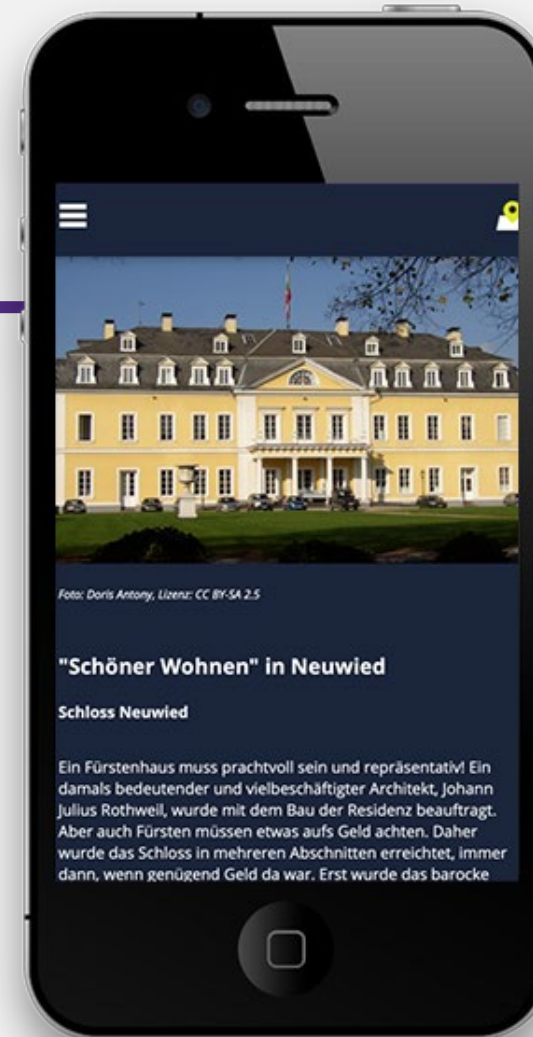 Foto: Doris Antony, Lizenz: CC BY-SA 2.5
"Schöner Wohnen" in Neuwied
Schloss Neuwied
Ein Fürstenhaus muss prachtvoll sein und repräsentativ! Ein
damals bedeutender und vielbeschäftigter Architekt, Johann
Julius Rothweil, wurde mit dem Bau der Residenz beauftragt.
Aber auch Fürsten müssen etwas aufs Geld achten. Daher
wurde das Schloss in mehreren Abschnitten erreichtet, immer
dann, wenn genügend Geld da war. Erst wurde das barocke